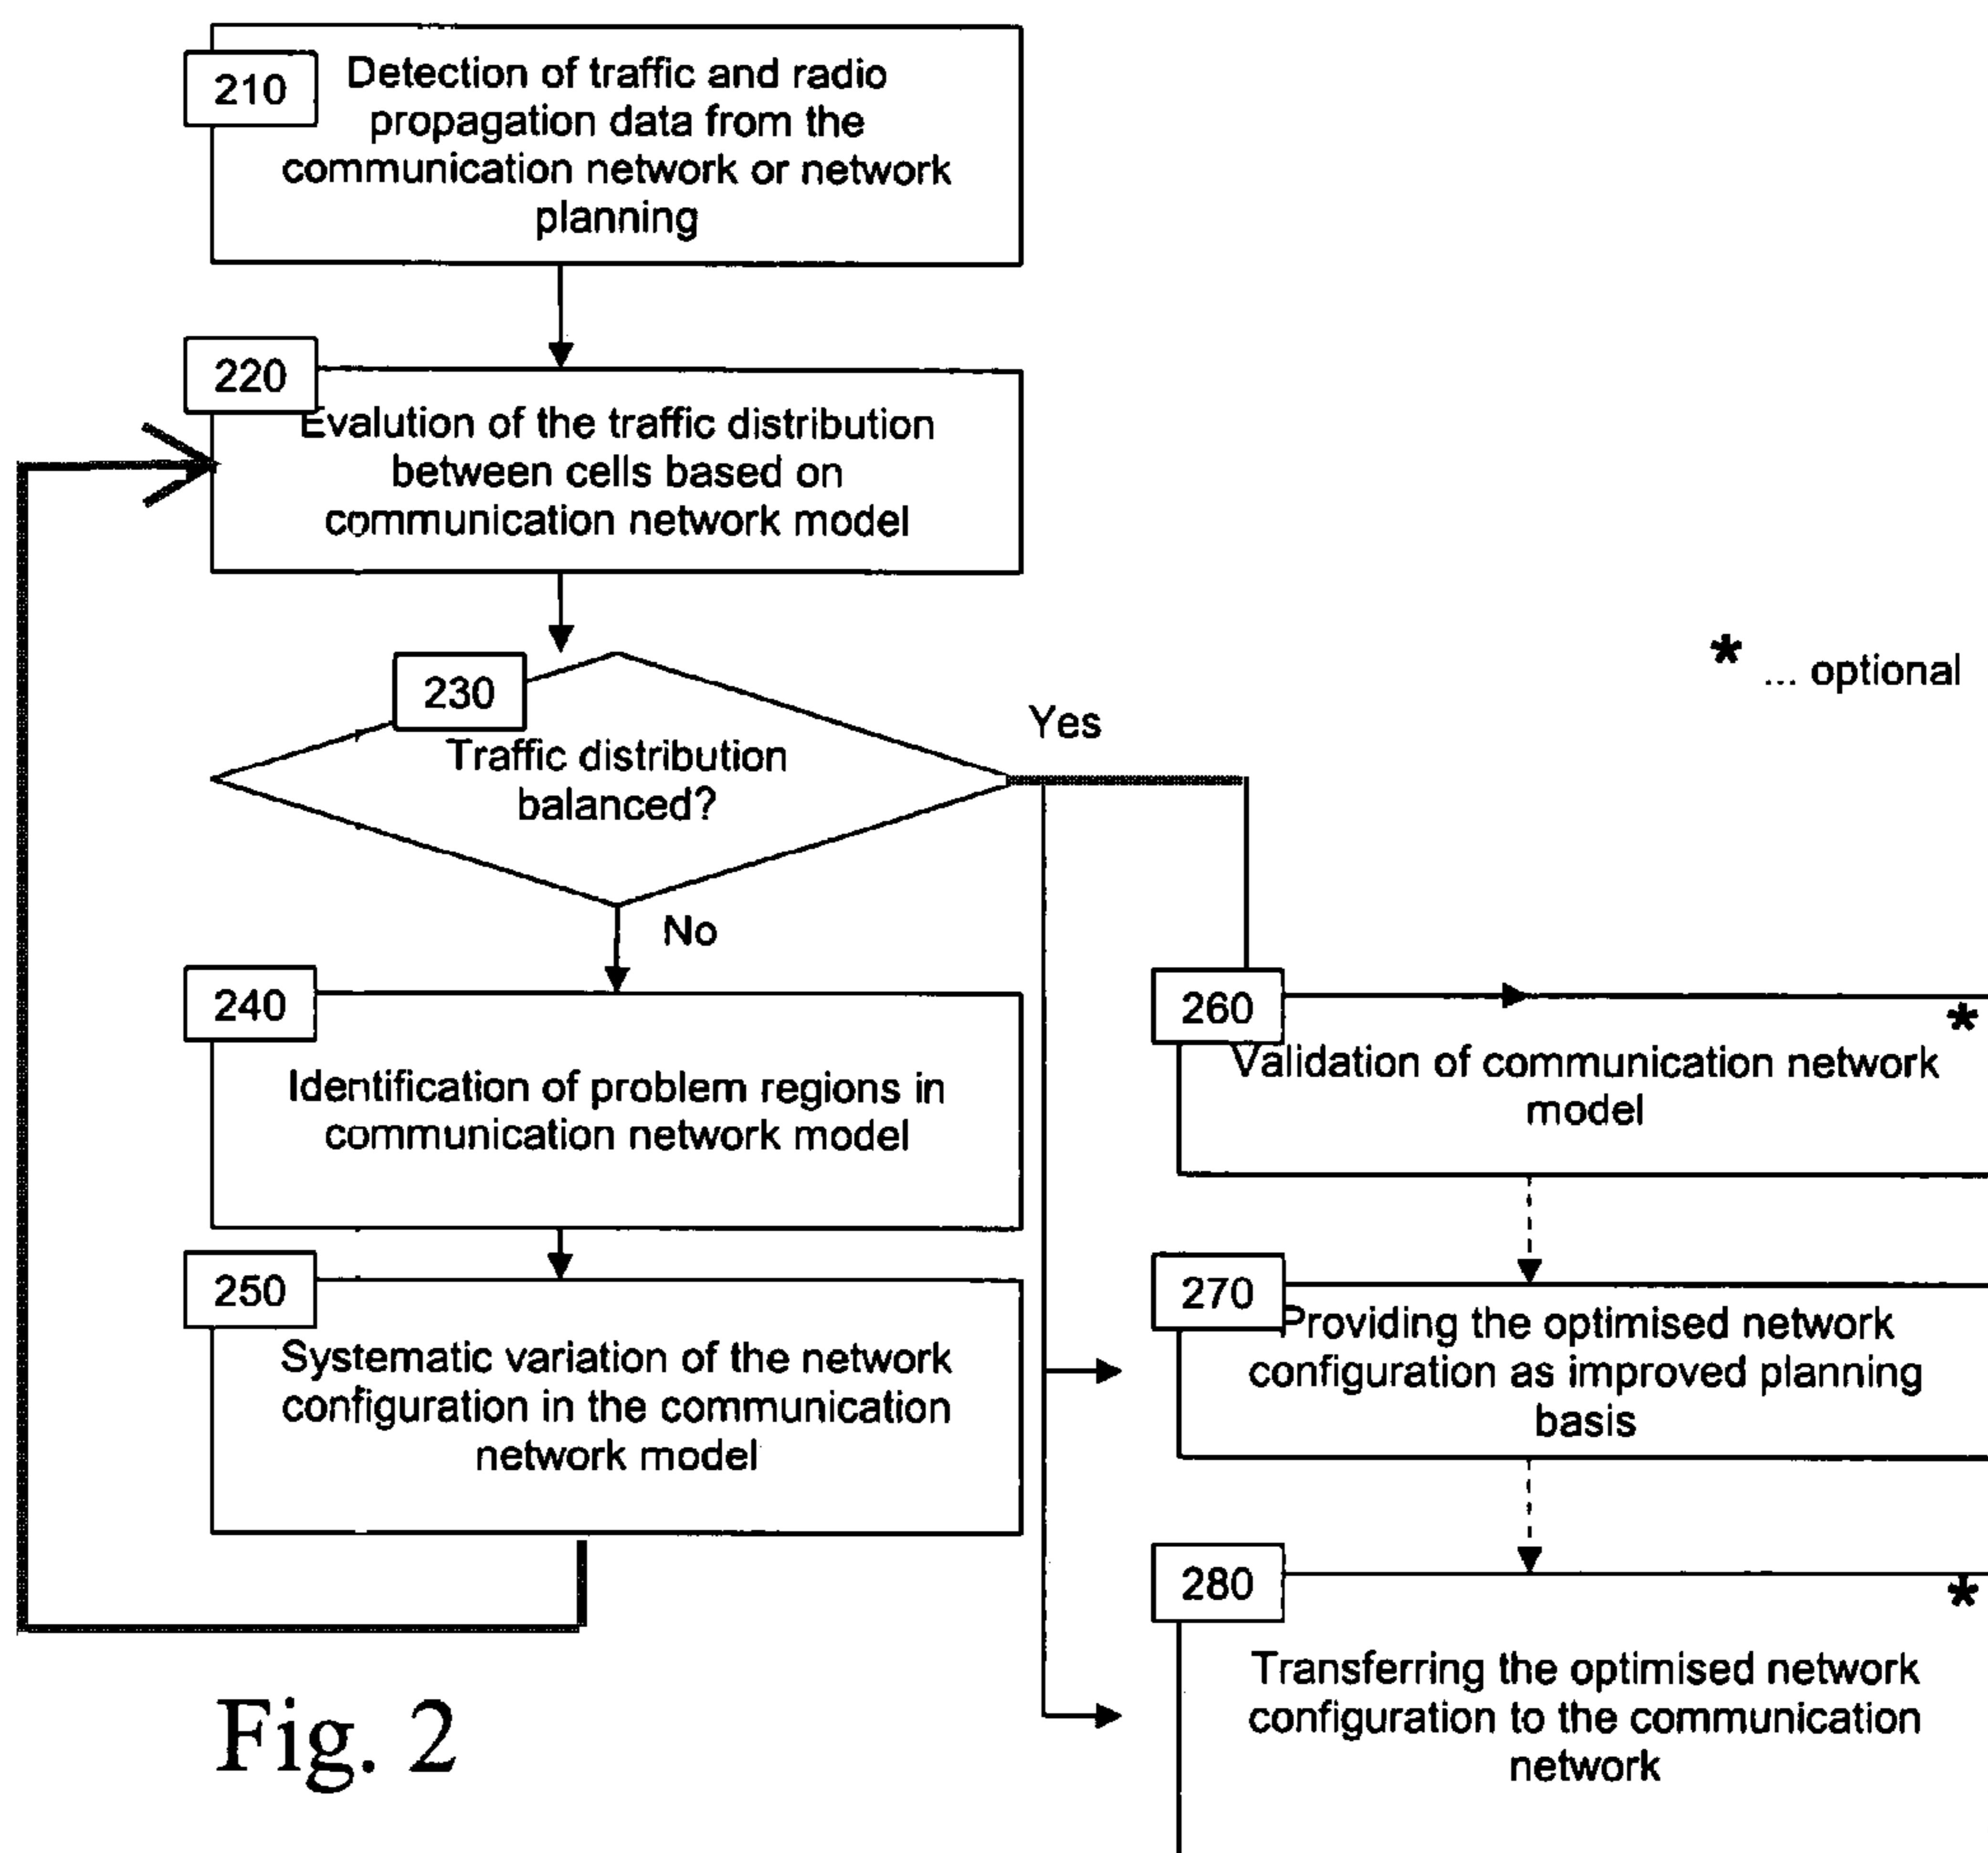 210
Detection of traffic and radio
propagation data from the
communication network or network
planning
220
Evalution of the traffic distribution
between cells based on
communication network model
* ... optional
230
Traffic distribution
balanced?
Yes
No
240
Identification of problem regions in
communication network model
250
Systematic variation of the network
configuration in the communication
network model
260
*
Validation of communication network
model
270
Providing the optimised network
configuration as improved planning
basis
280
*
Transferring the optimised network
configuration to the communication
network
Fig. 2